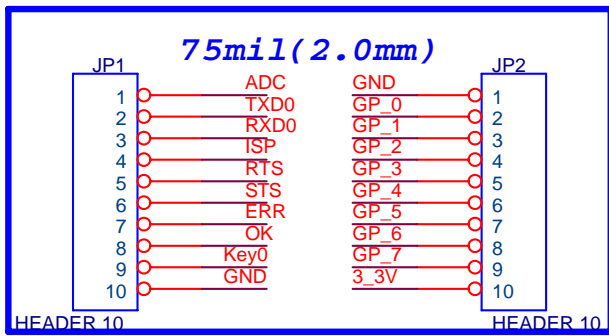 75mil(2.0mm)
JP1
1 ADC
2 TXD0
3 RXD0
4 ISP
5 RTS
6 STS
7 ERR
8 OK
9 Key0
10 GND
HEADER 10
JP2
GND 1
GP_0 2
GP_1 3
GP_2 4
GP_3 5
GP_4 6
GP_5 7
GP_6 8
GP_7 9
3_3V 10
HEADER 10